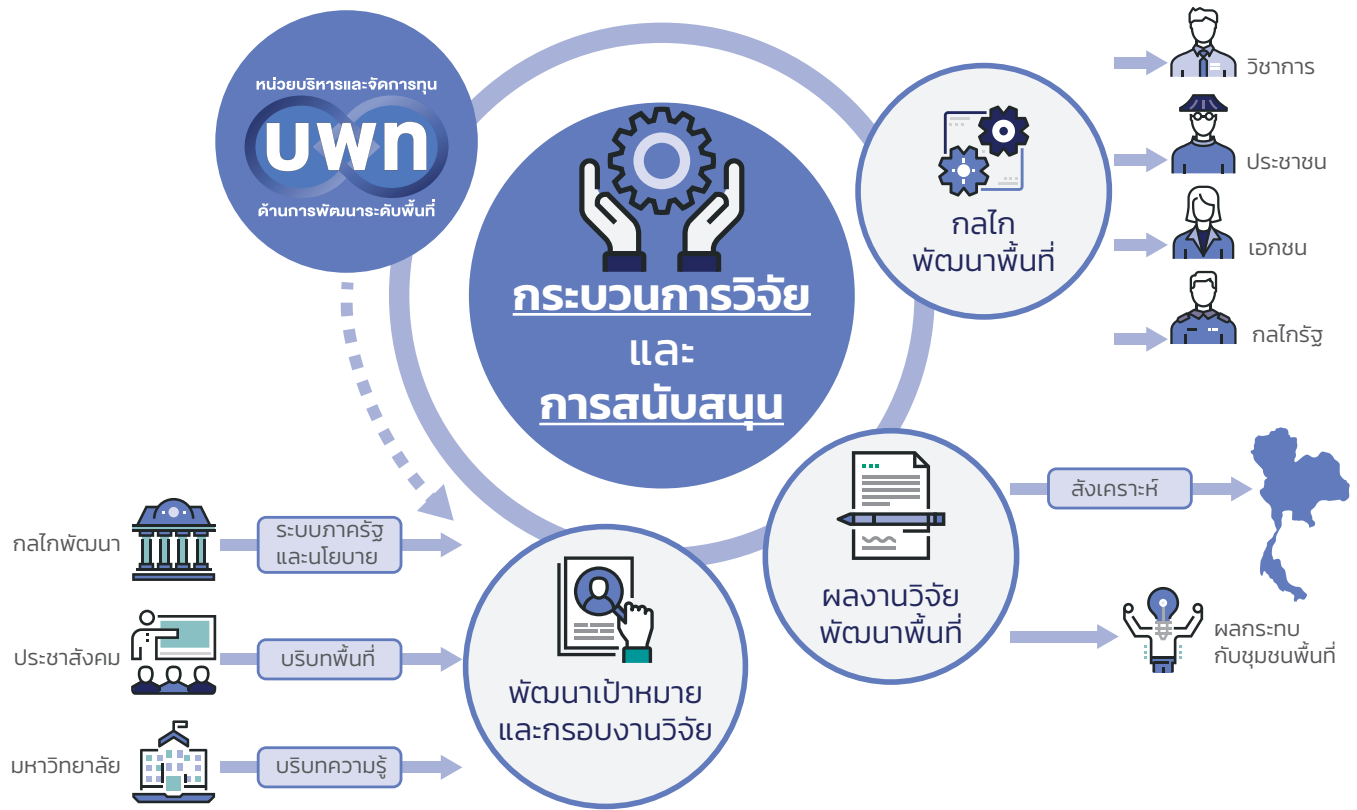 หน่วยบริหารและจัดการทุน
บพท
ด้านการพัฒนาระดับพื้นที่
กระบวนการวิจัย
และ
การสนับสนุน
กลไก
พัฒนาพื้นที่
วิชาการ
ประชาชน
เอกชน
กลไกรัฐ
ผลงานวิจัย
พัฒนาพื้นที่
สังเคราะห์
ผลกระทบ
กับชุมชนพื้นที่
กลไกพัฒนา
ระบบภาครัฐ
และนโยบาย
ประชาสังคม
บริบทพื้นที่
มหาวิทยาลัย
บริบทความรู้
พัฒนาเป้าหมาย
และกรอบงานวิจัย